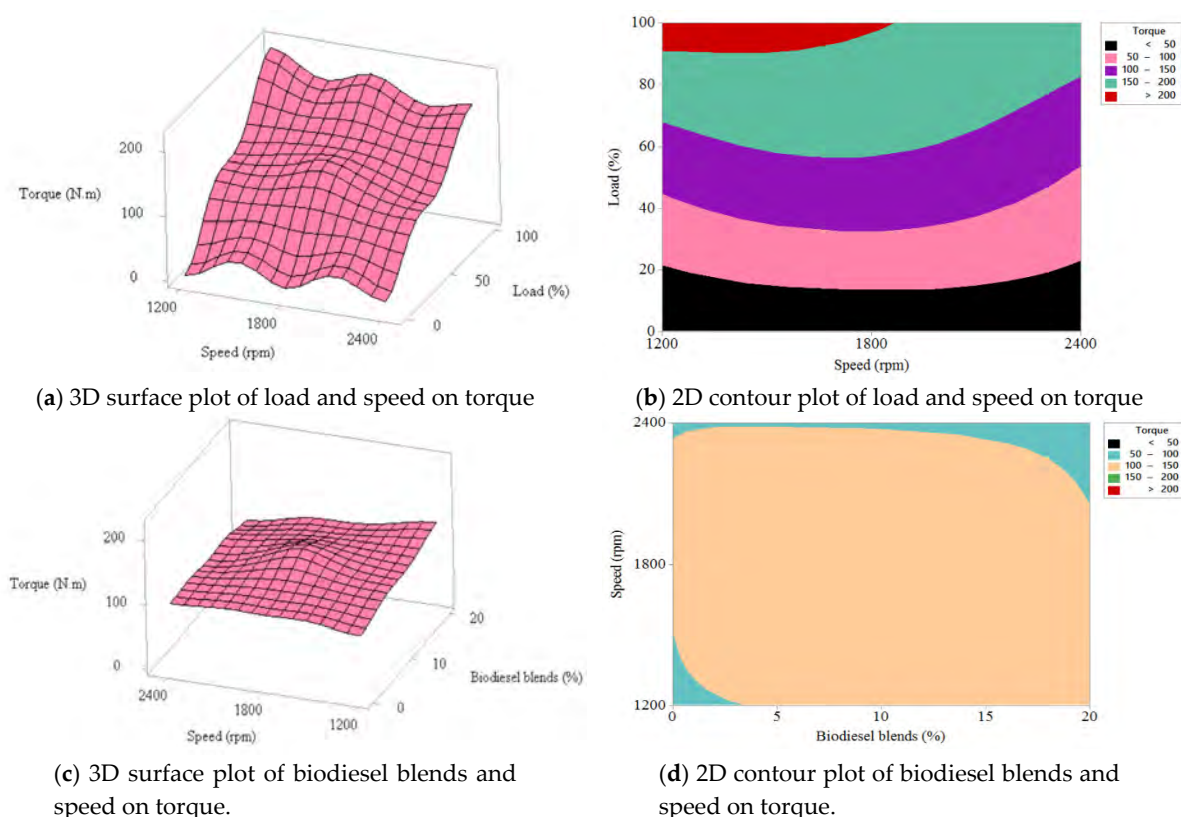 200
Torque (N.m)
100
0
1200
1800
2400
Speed (rpm)
0
50
100
Load (%)
(a) 3D surface plot of load and speed on torque
100
80
60
40
20
0
Load (%)
1200
1800
2400
Speed (rpm)
Torque
< 50
50 – 100
100 – 150
150 – 200
> 200
(b) 2D contour plot of load and speed on torque
200
Torque (N.m)
100
0
2400
1800
1200
Speed (rpm)
0
10
20
Biodiesel blends (%)
(c) 3D surface plot of biodiesel blends and
speed on torque.
2400
1800
1200
Speed (rpm)
0
5
10
15
20
Biodiesel blends (%)
Torque
< 50
50 – 100
100 – 150
150 – 200
> 200
(d) 2D contour plot of biodiesel blends and
speed on torque.